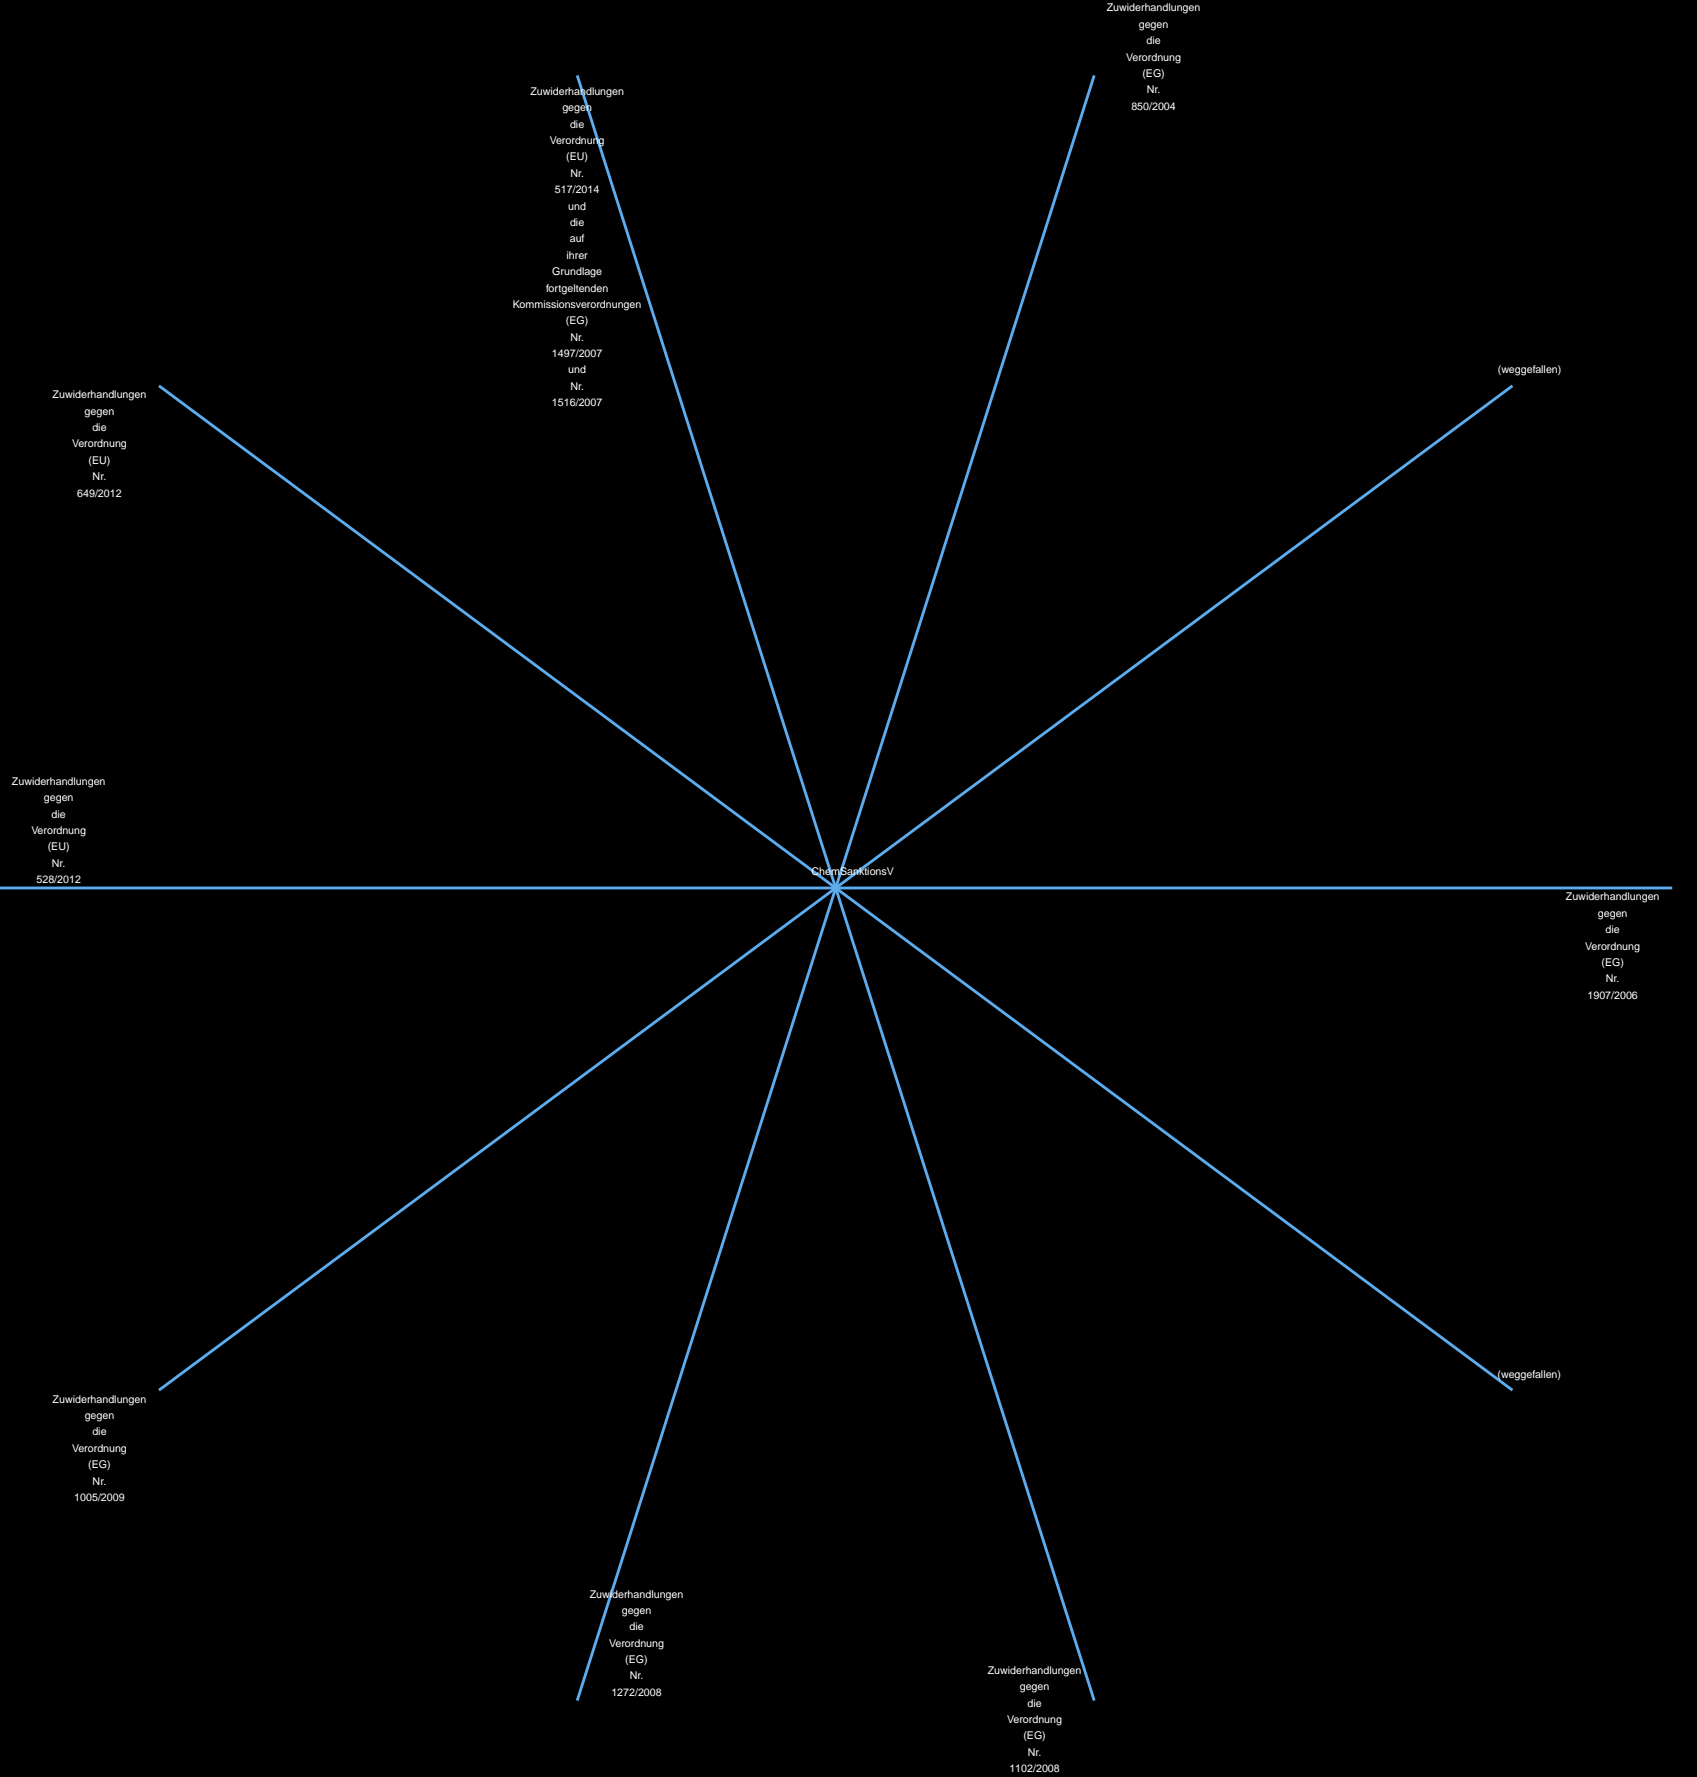 Zuwiderhandlungen
gegen
die
Verordnung
(EG)
Nr.
850/2004
Zuwiderhandlungen
gegen
die
Verordnung
(EU)
Nr.
517/2014
und
die
auf
ihrer
Grundlage
fortgeltenden
Kommissionsverordnungen
(EG)
Nr.
1497/2007
und
Nr.
1516/2007
(weggefallen)
Zuwiderhandlungen
gegen
die
Verordnung
(EU)
Nr.
649/2012
Zuwiderhandlungen
gegen
die
Verordnung
(EU)
Nr.
528/2012
ChemSanktionsV
Zuwiderhandlungen
gegen
die
Verordnung
(EG)
Nr.
1907/2006
(weggefallen)
Zuwiderhandlungen
gegen
die
Verordnung
(EG)
Nr.
1005/2009
Zuwiderhandlungen
gegen
die
Verordnung
(EG)
Nr.
1272/2008
Zuwiderhandlungen
gegen
die
Verordnung
(EG)
Nr.
1102/2008